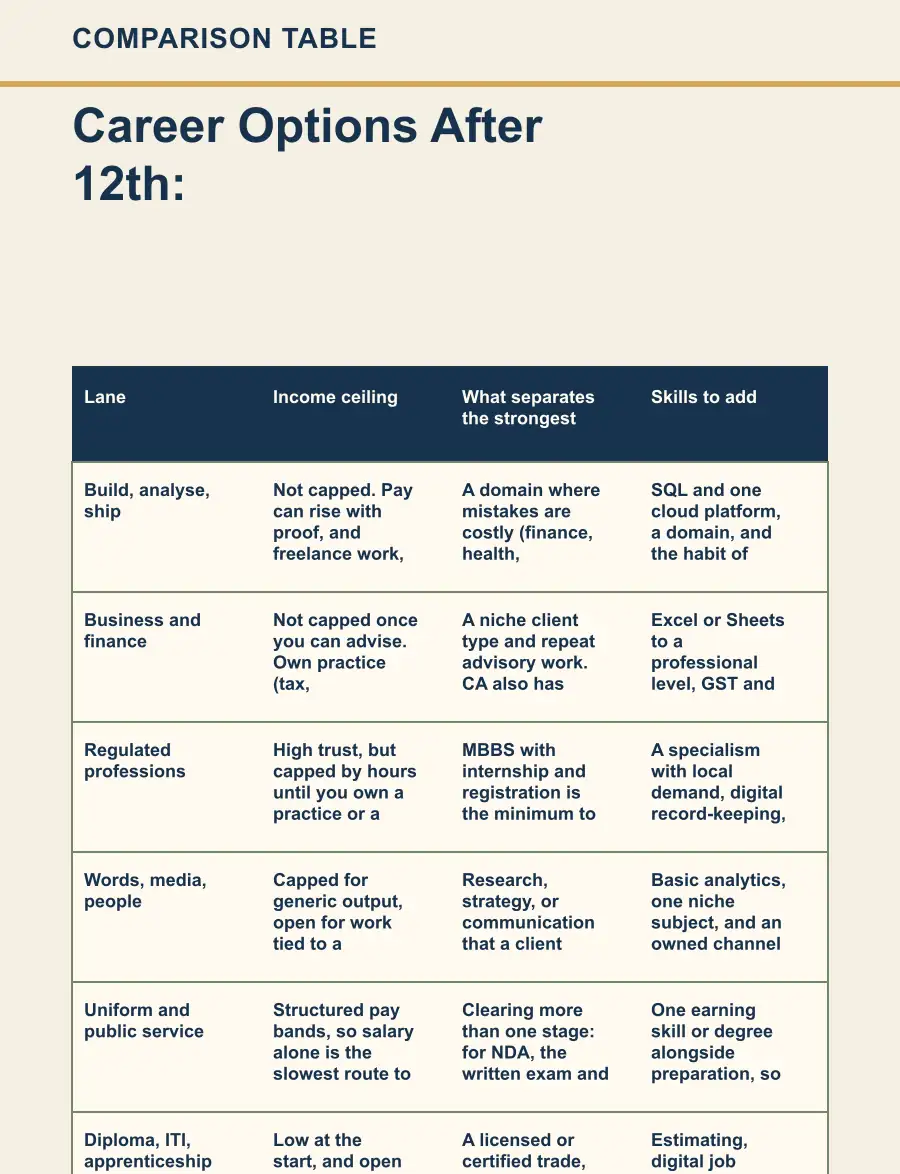 COMPARISON TABLE
Career Options After
12th:
Lane
Income ceiling
What separates
the strongest
Skills to add
Build, analyse,
ship
Not capped. Pay
can rise with
proof, and
freelance work,
A domain where
mistakes are
costly (finance,
health,
SQL and one
cloud platform,
a domain, and
the habit of
Business and
finance
Not capped once
you can advise.
Own practice
(tax,
A niche client
type and repeat
advisory work.
CA also has
Excel or Sheets
to a
professional
level, GST and
Regulated
professions
High trust, but
capped by hours
until you own a
practice or a
MBBS with
internship and
registration is
the minimum to
A specialism
with local
demand, digital
record-keeping,
Words, media,
people
Capped for
generic output,
open for work
tied to a
Research,
strategy, or
communication
that a client
Basic analytics,
one niche
subject, and an
owned channel
Uniform and
public service
Structured pay
bands, so salary
alone is the
slowest route to
Clearing more
than one stage:
for NDA, the
written exam and
One earning
skill or degree
alongside
preparation, so
Diploma, ITI,
apprenticeship
Low at the
start, and open
A licensed or
certified trade,
Estimating,
digital job